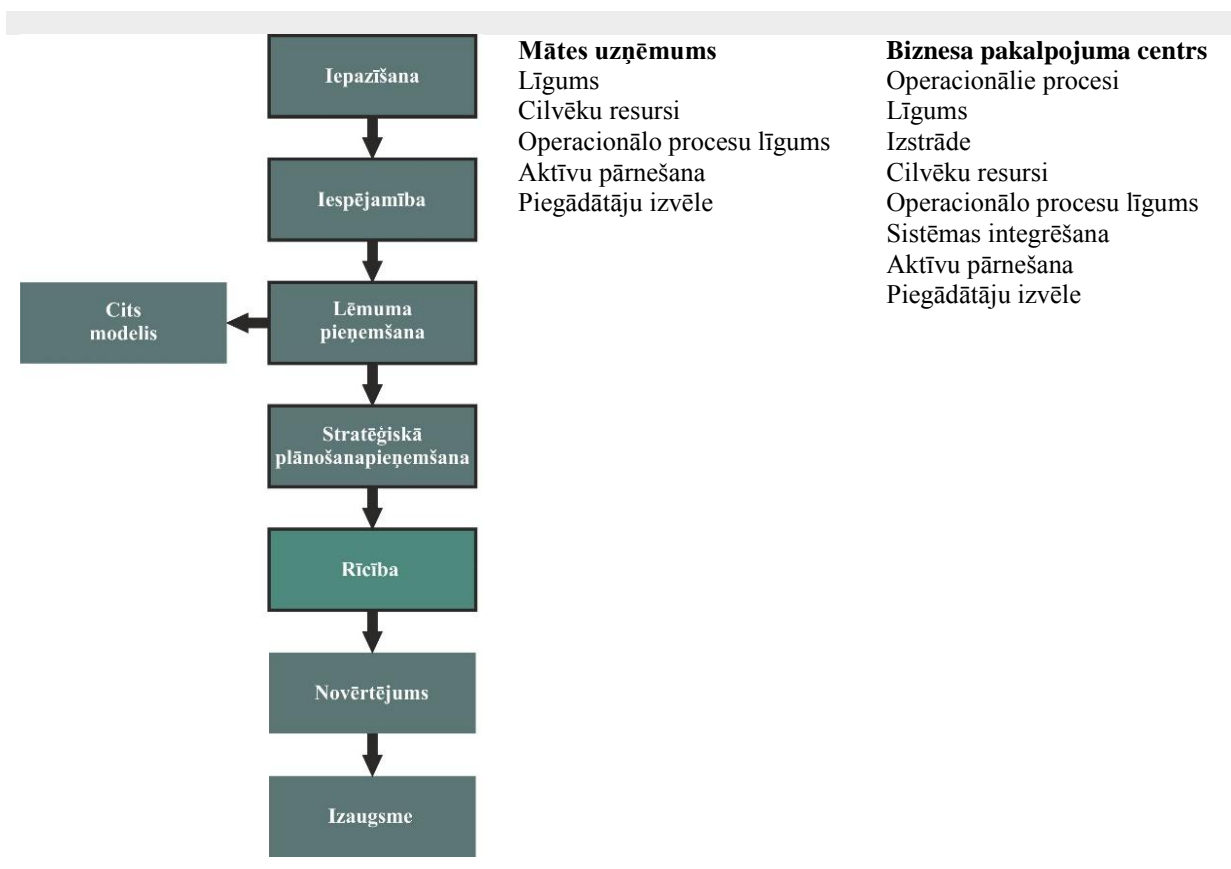 Iepazīšana
Iespējamība
Cits
modelis
Lēmuma
pieņemšana
Stratēģiskā
plānošanapieņemšana
Rīcība
Novērtējums
Izaugsme
Mātes uzņēmums
Līgums
Cilvēku resursi
Operacionālo procesu līgums
Aktīvu pārnešana
Piegādātāju izvēle
Biznesa pakalpojuma centrs
Operacionālie procesi
Līgums
Izstrāde
Cilvēku resursi
Operacionālo procesu līgums
Sistēmas integrēšana
Aktīvu pārnešana
Piegādātāju izvēle